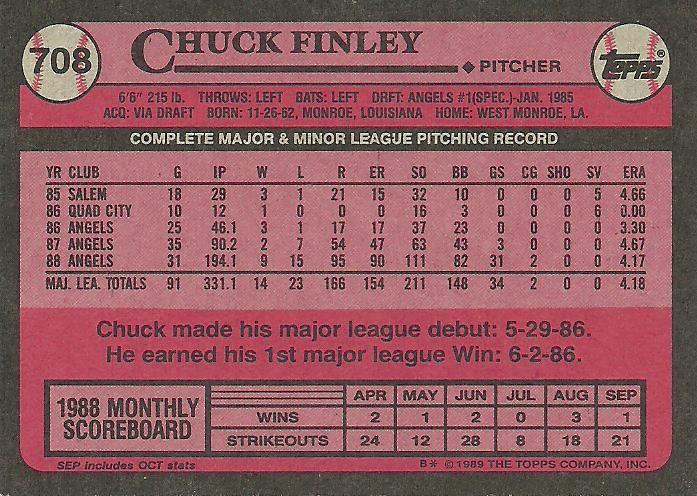 708 CHUCK FINLEY TOPPS®
◆ PITCHER
6'6" 215 lb. THROWS: LEFT BATS: LEFT DRFT: ANGELS #1(SPEC.)-JAN. 1985
ACQ: VIA DRAFT BORN: 11-26-62, MONROE, LOUISIANA HOME: WEST MONROE, LA.
COMPLETE MAJOR & MINOR LEAGUE PITCHING RECORD
YR CLUB G IP W L R ER SO BB GS CG SHO SV ERA
85 SALEM 18 29 3 1 21 15 32 10 0 0 0 5 4.66
86 QUAD CITY 10 12 1 0 0 0 16 3 0 0 0 6 0.00
86 ANGELS 25 46.1 3 1 17 17 37 23 0 0 0 0 3.30
87 ANGELS 35 90.2 2 7 54 47 63 43 3 0 0 0 4.67
88 ANGELS 31 194.1 9 15 95 90 111 82 31 2 0 0 4.17
MAJ. LEA. TOTALS 91 331.1 14 23 166 154 211 148 34 2 0 0 4.18
Chuck made his major league debut: 5-29-86.
He earned his 1st major league Win: 6-2-86.
1988 MONTHLY SCOREBOARD
APR MAY JUN JUL AUG SEP
WINS 2 1 2 0 3 1
STRIKEOUTS 24 12 28 8 18 21
SEP includes OCT stats B* © 1989 THE TOPPS COMPANY, INC.